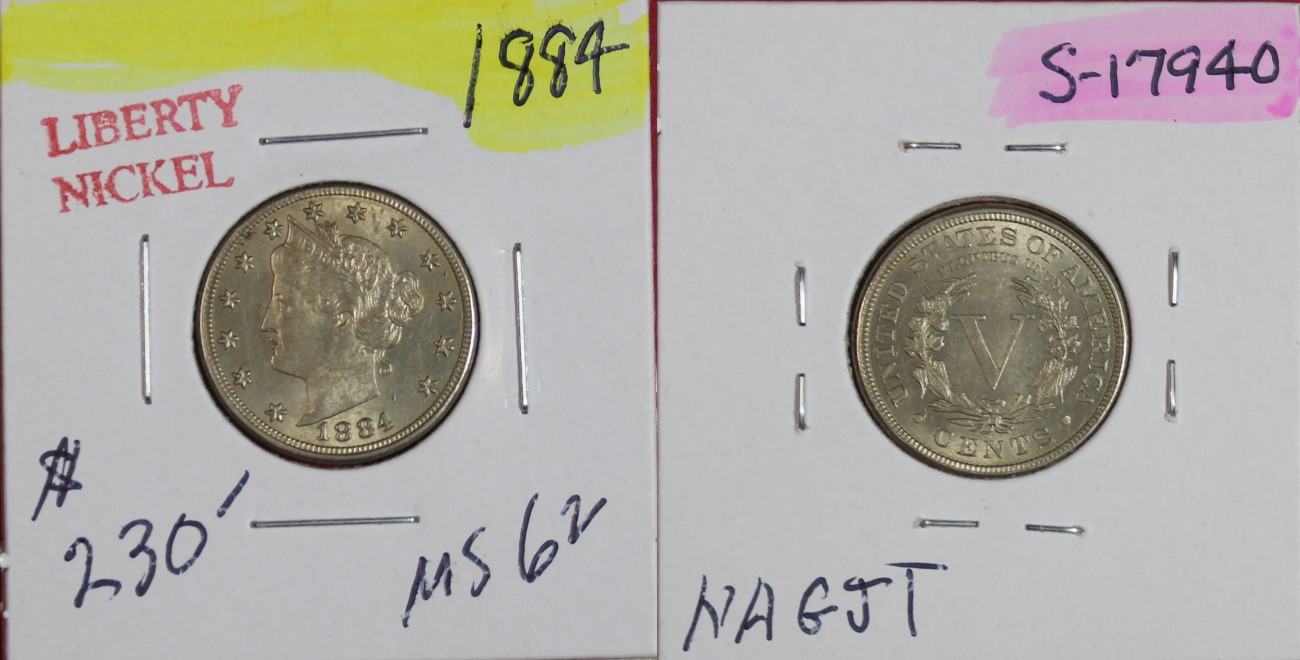 1884
LIBERTY
NICKEL
1884
$
230
MS62
S-17940
UNITED STATES OF AMERICA
E PLURIBUS UNUM
V
CENTS
NAGJT